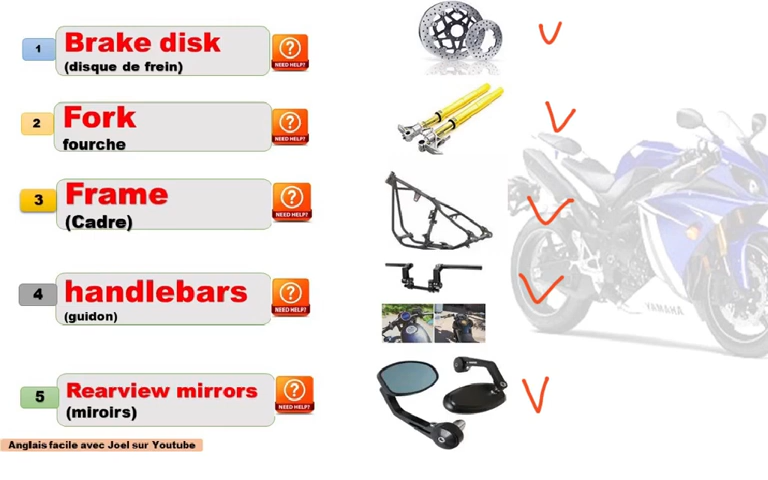 1
Brake disk
(disque de frein)
NEED HELP?
2
Fork
fourche
NEED HELP?
3
Frame
(Cadre)
NEED HELP?
4
handlebars
(guidon)
NEED HELP?
5
Rearview mirrors
(miroirs)
NEED HELP?
YAMAHA
Anglais facile avec Joel sur Youtube